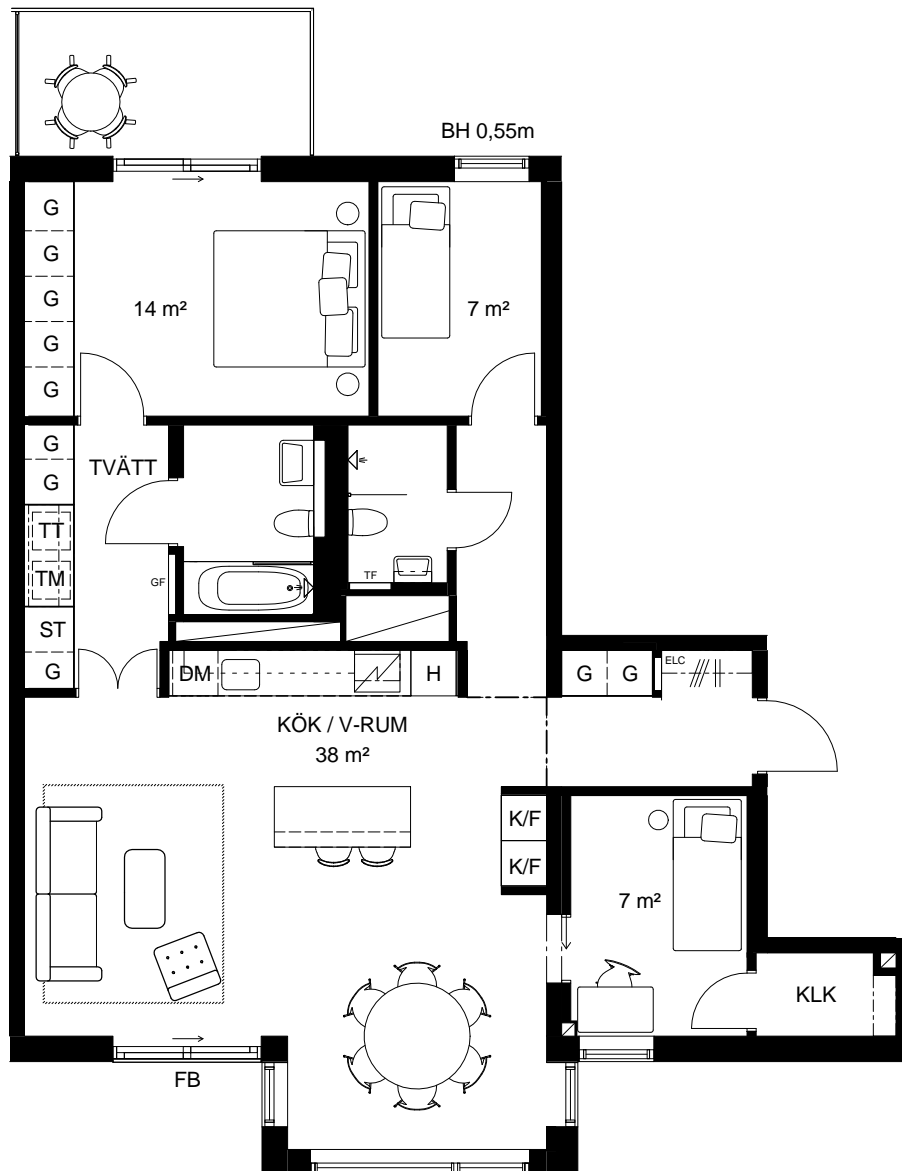 BH 0,55m
G
G
G
G
G
14 m²
7 m²
G
G
TVÄTT
TT
TM
GF
TF
ST
G
DM
H
G
G
ELC
KÖK / V-RUM
38 m²
K/F
K/F
7 m²
KLK
FB